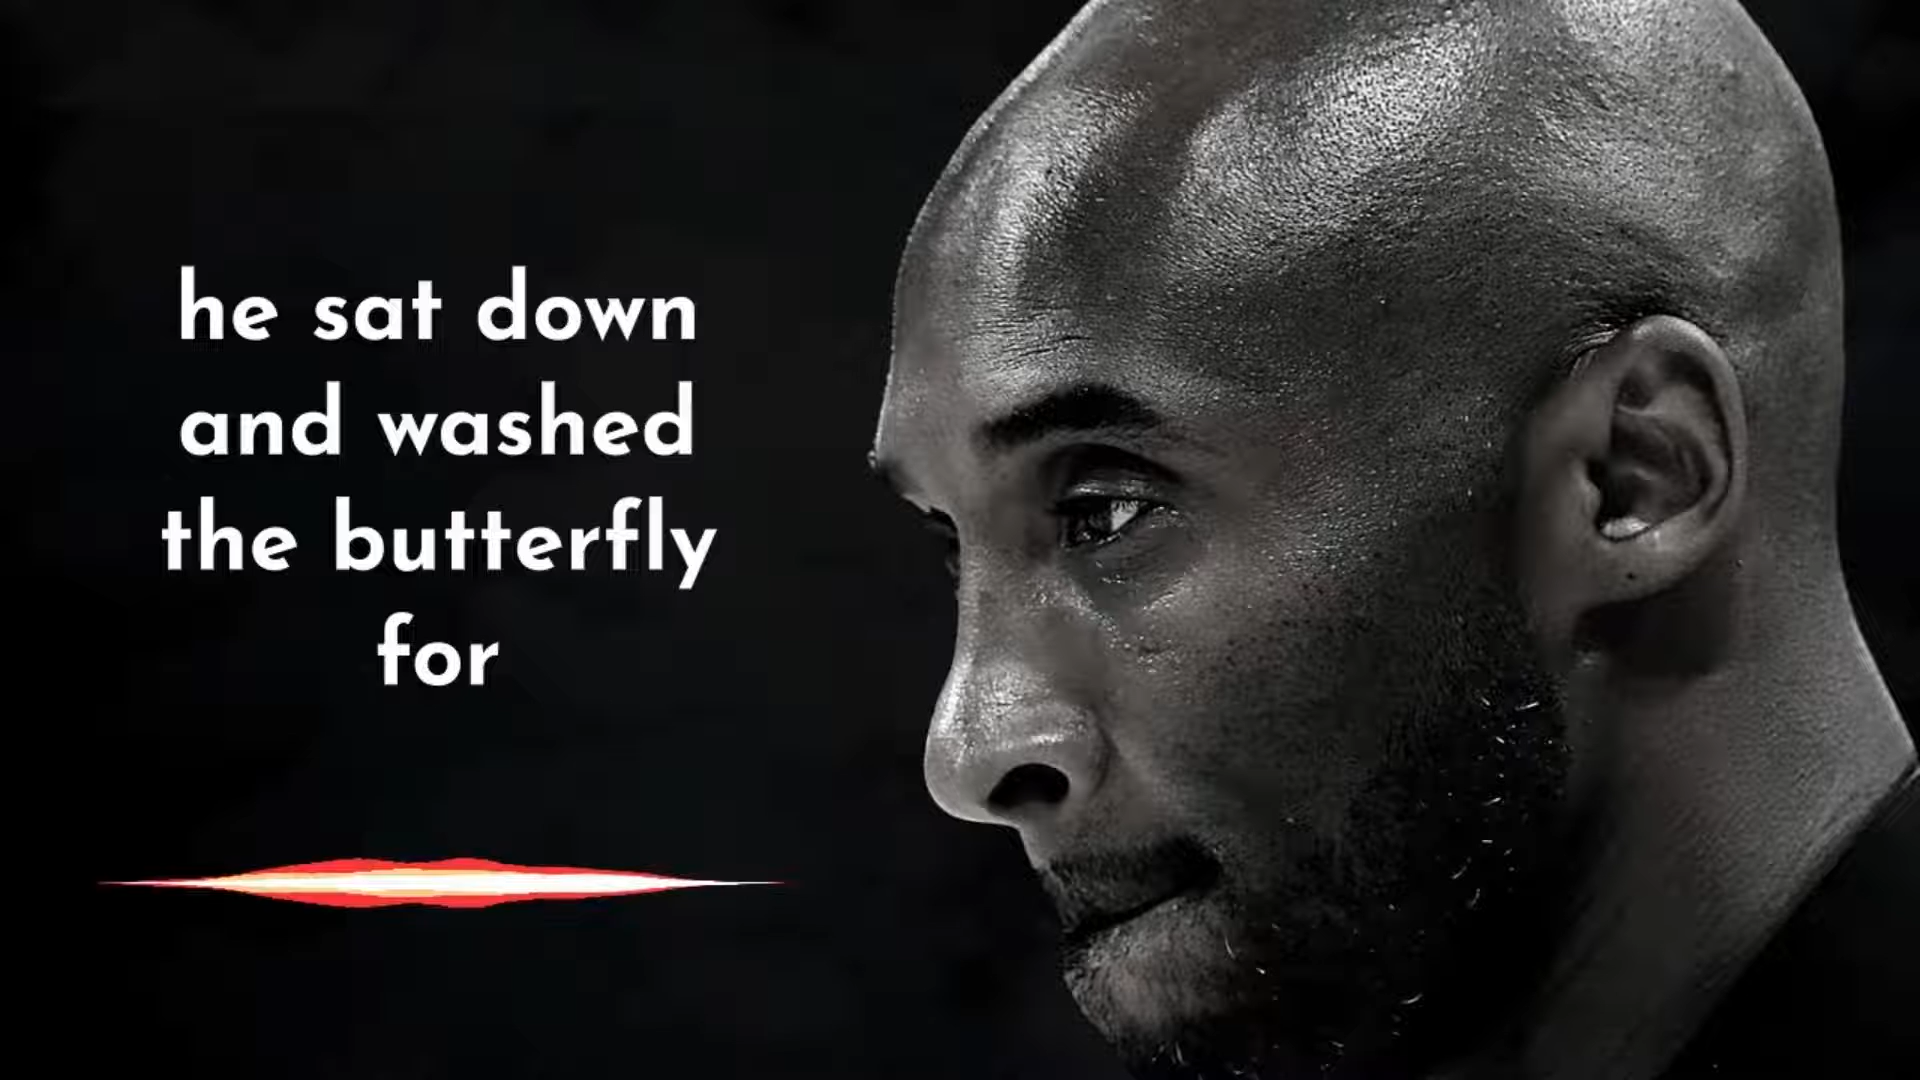 he sat down
and washed
the butterfly
for